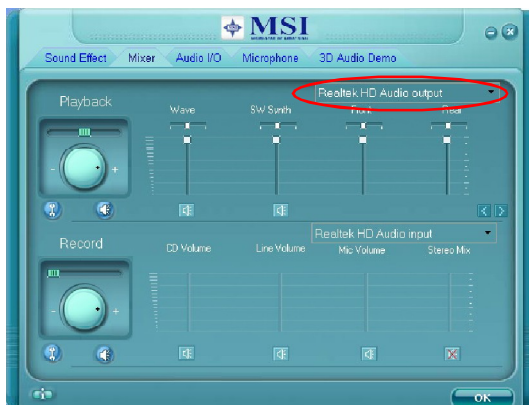 MSI
Sound Effect Mixer Audio I/O Microphone 3D Audio Demo
Realtek HD Audio output
Playback
Wave SW Synth Front Rear
- +
Realtek HD Audio input
Record
CD Volume Line Volume Mic Volume Stereo Mix
- +
OK